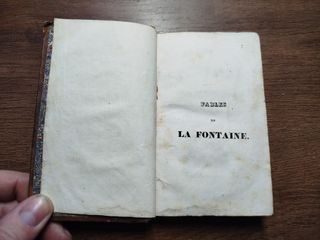 FABLES
DE
LA FONTAINE.